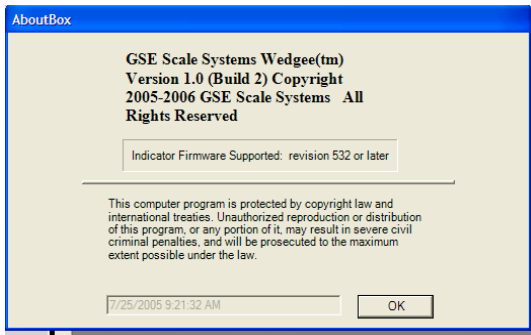 AboutBox
GSE Scale Systems Wedgee(tm)
Version 1.0 (Build 2) Copyright
2005-2006 GSE Scale Systems All
Rights Reserved
Indicator Firmware Supported: revision 532 or later
This computer program is protected by copyright law and
international treaties. Unauthorized reproduction or distribution
of this program, or any portion of it, may result in severe civil
criminal penalties, and will be prosecuted to the maximum
extent possible under the law.
7/25/2005 9:21:32 AM
OK